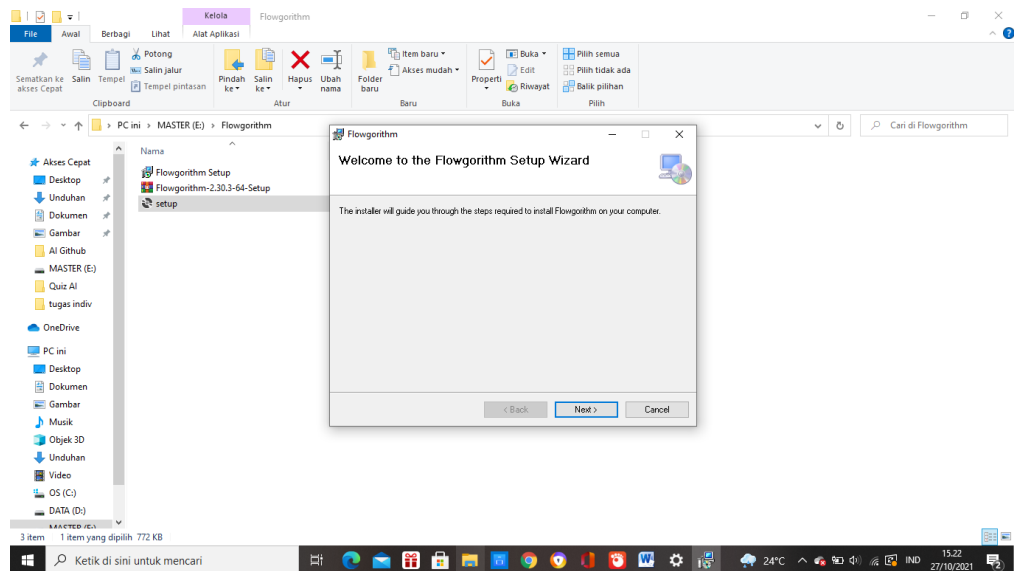 Kelola
Flowgorithm
File
Awal
Berbagi
Lihat
Alat Aplikasi
Sematkan ke akses Cepat
Salin
Tempel
Potong
Salin jalur
Tempel pintasan
Clipboard
Pindah ke
Salin ke
Hapus
Ubah nama
Atur
Folder baru
Item baru
Akses mudah
Baru
Properti
Buka
Edit
Riwayat
Buka
Pilih semua
Pilih tidak ada
Balik pilihan
Pilih
PC ini > MASTER (E:) > Flowgorithm
Cari di Flowgorithm
Akses Cepat
Desktop
Unduhan
Dokumen
Gambar
AI Github
MASTER (E:)
Quiz AI
tugas indiv
OneDrive
PC ini
Desktop
Dokumen
Gambar
Musik
Objek 3D
Unduhan
Video
OS (C:)
DATA (D:)
MASTER (E:)
Nama
Flowgorithm Setup
Flowgorithm-2.30.3-64-Setup
setup
Flowgorithm
Welcome to the Flowgorithm Setup Wizard
The installer will guide you through the steps required to install Flowgorithm on your computer.
< Back
Next >
Cancel
3 item
1 item yang dipilih 772 KB
Ketik di sini untuk mencari
24°C
IND
15.22
27/10/2021